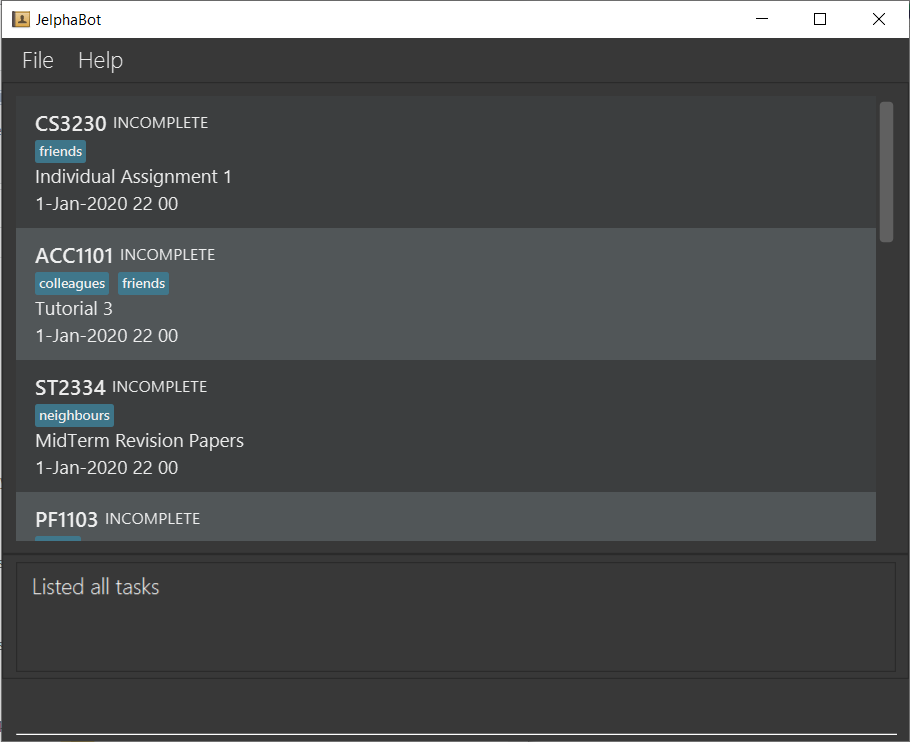 JelphaBot
File Help
CS3230 INCOMPLETE
friends
Individual Assignment 1
1-Jan-2020 22 00
ACC1101 INCOMPLETE
colleagues friends
Tutorial 3
1-Jan-2020 22 00
ST2334 INCOMPLETE
neighbours
MidTerm Revision Papers
1-Jan-2020 22 00
PF1103 INCOMPLETE
Listed all tasks